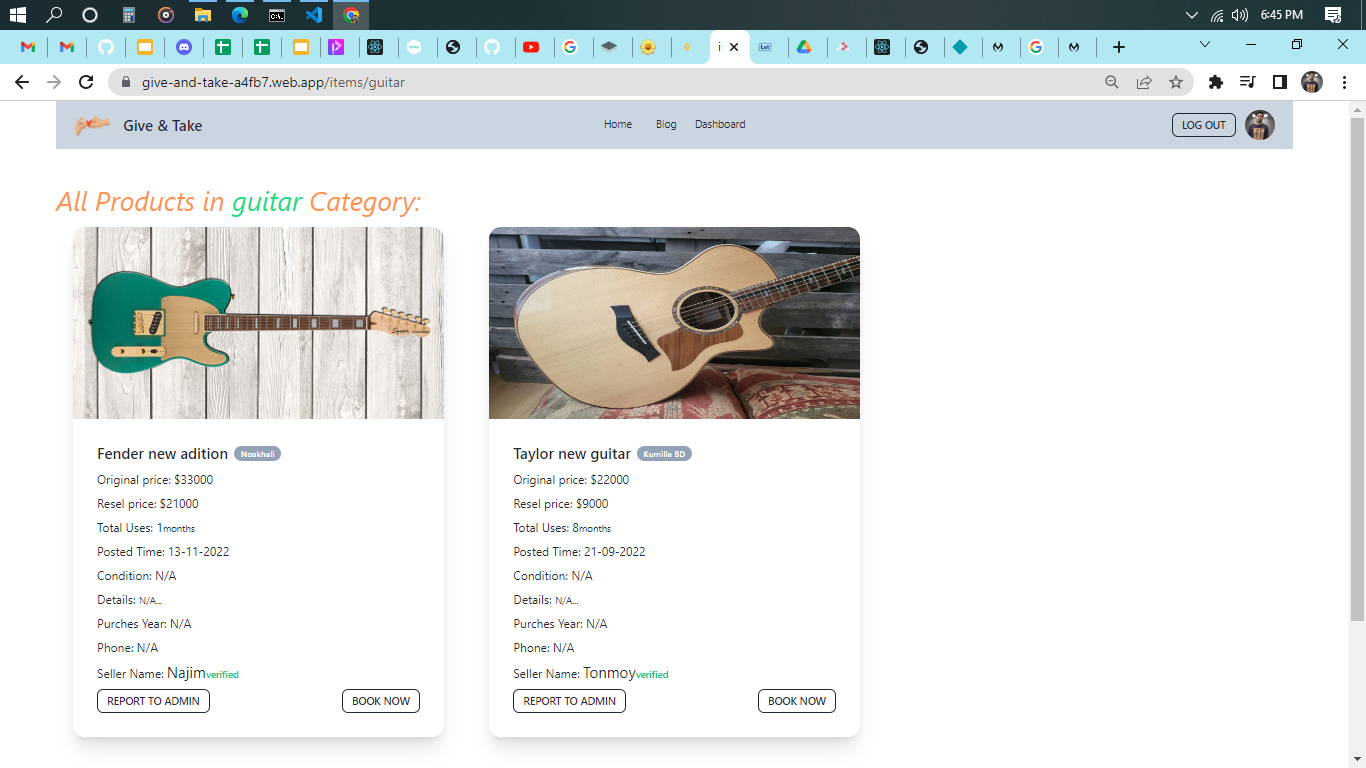 6:45 PM
give-and-take-a4fb7.web.app/items/guitar
Give & Take
Home Blog Dashboard
LOG OUT
All Products in guitar Category:
Squier
Fender new adition Noakhali
Original price: $33000
Resel price: $21000
Total Uses: 1months
Posted Time: 13-11-2022
Condition: N/A
Details: N/A...
Purches Year: N/A
Phone: N/A
Seller Name: Najimverified
REPORT TO ADMIN BOOK NOW
Taylor new guitar Kumilla BD
Original price: $22000
Resel price: $9000
Total Uses: 8months
Posted Time: 21-09-2022
Condition: N/A
Details: N/A...
Purches Year: N/A
Phone: N/A
Seller Name: Tonmoyverified
REPORT TO ADMIN BOOK NOW